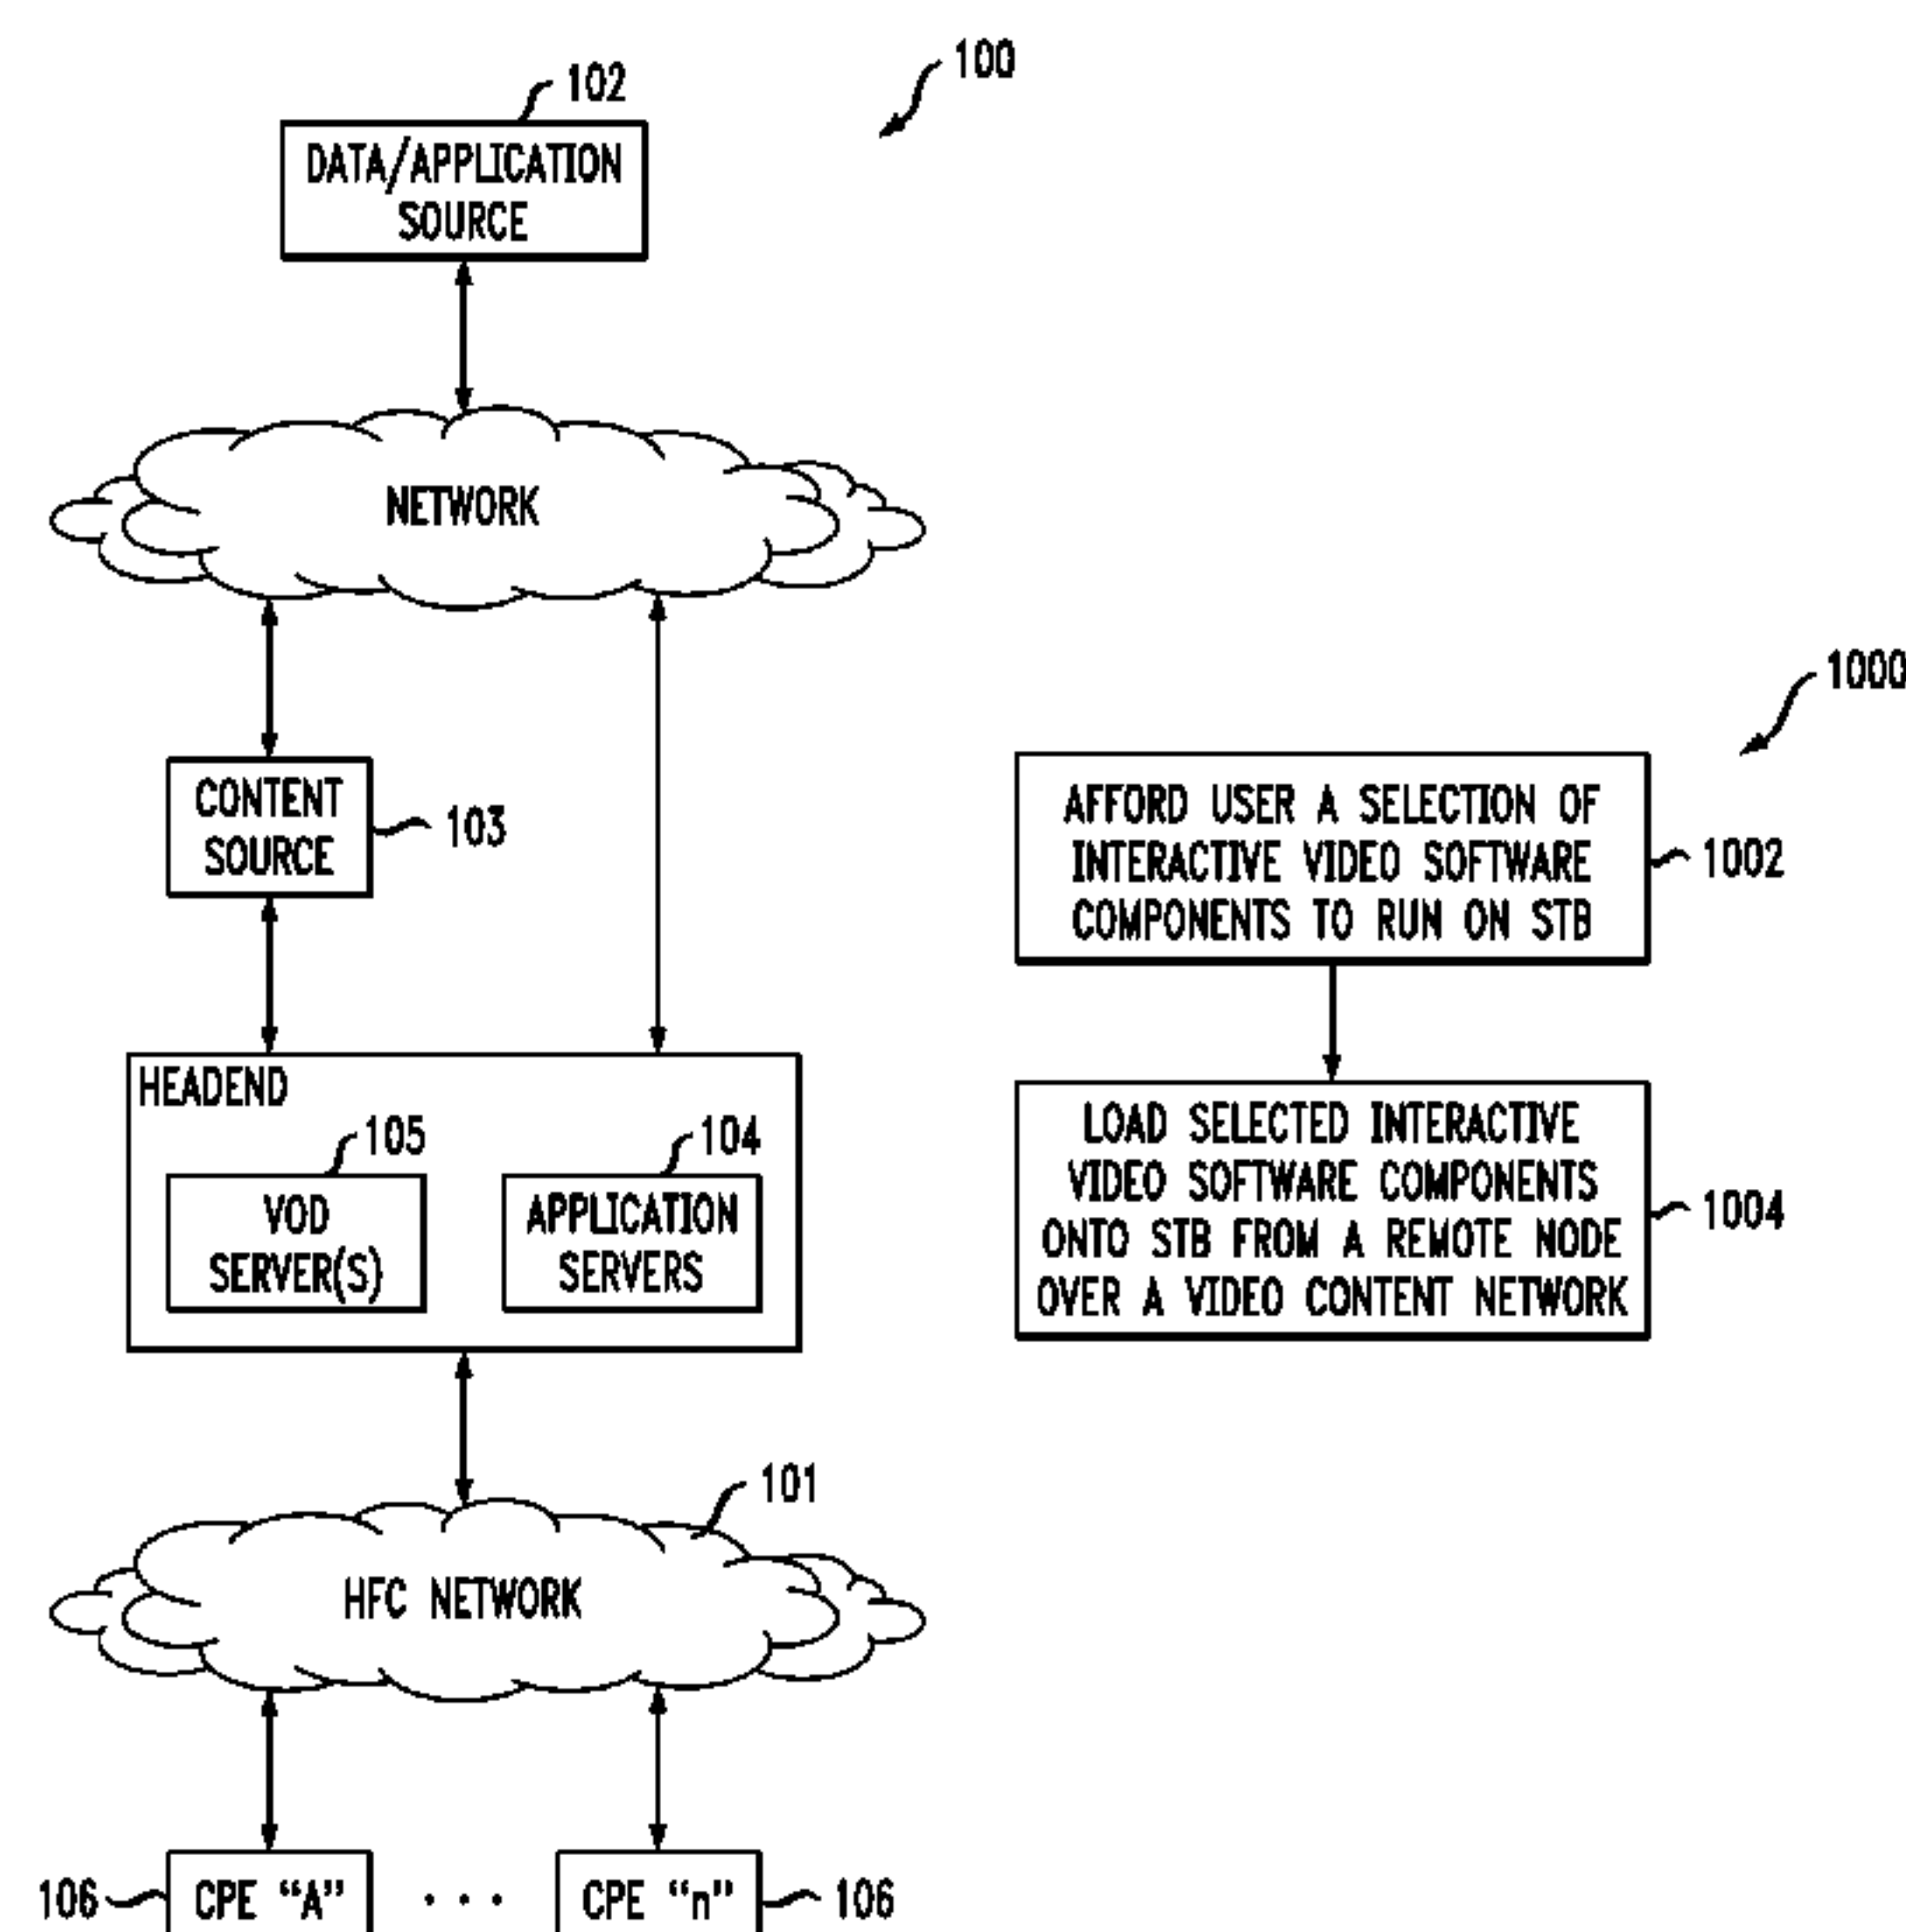 100
102
DATA/APPLICATION
SOURCE
NETWORK
CONTENT
SOURCE
103
HEADEND
105
104
VOD
SERVER(S)
APPLICATION
SERVERS
101
HFC NETWORK
106
CPE “A”
. . .
CPE “n”
106
1000
AFFORD USER A SELECTION OF
INTERACTIVE VIDEO SOFTWARE
COMPONENTS TO RUN ON STB
1002
LOAD SELECTED INTERACTIVE
VIDEO SOFTWARE COMPONENTS
ONTO STB FROM A REMOTE NODE
OVER A VIDEO CONTENT NETWORK
1004